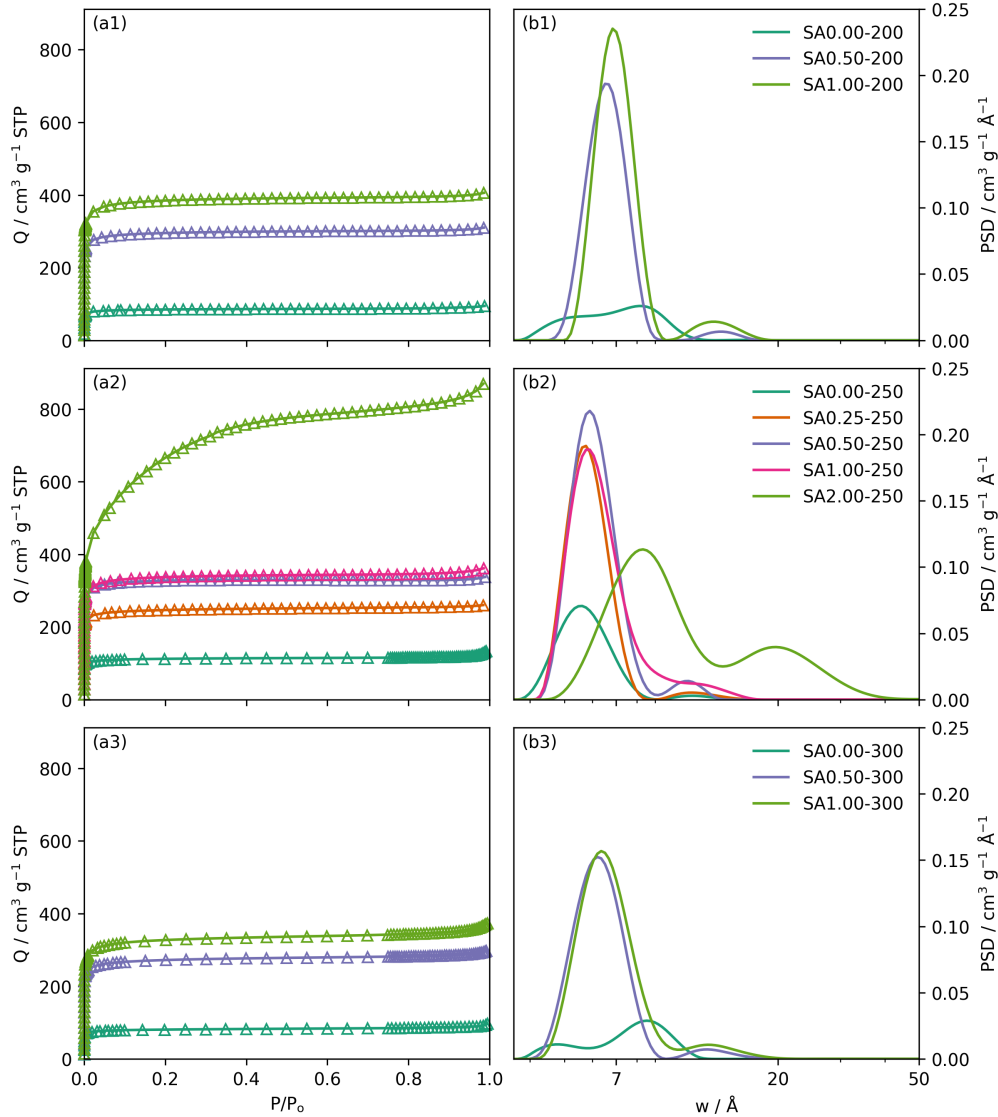 (a1)
800
600
400
200
0
Q / cm³ g⁻¹ STP
(b1)
SA0.00-200
SA0.50-200
SA1.00-200
0.25
0.20
0.15
0.10
0.05
0.00
PSD / cm³ g⁻¹ Å⁻¹
(a2)
800
600
400
200
0
Q / cm³ g⁻¹ STP
(b2)
SA0.00-250
SA0.25-250
SA0.50-250
SA1.00-250
SA2.00-250
0.25
0.20
0.15
0.10
0.05
0.00
PSD / cm³ g⁻¹ Å⁻¹
(a3)
800
600
400
200
0
Q / cm³ g⁻¹ STP
0.0 0.2 0.4 0.6 0.8 1.0
P/Pₒ
(b3)
SA0.00-300
SA0.50-300
SA1.00-300
0.25
0.20
0.15
0.10
0.05
0.00
PSD / cm³ g⁻¹ Å⁻¹
7 20 50
w / Å